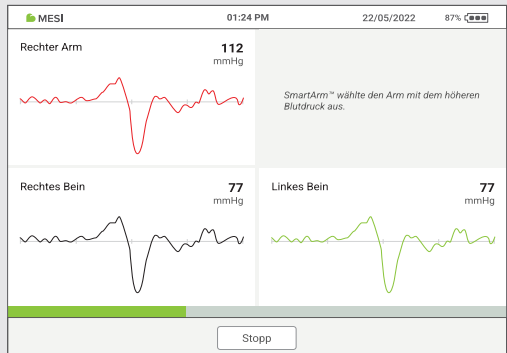 MESI
01:24 PM
22/05/2022
87%
Rechter Arm
112
mmHg
SmartArm™ wählte den Arm mit dem höheren
Blutdruck aus.
Rechtes Bein
77
mmHg
Linkes Bein
77
mmHg
Stopp